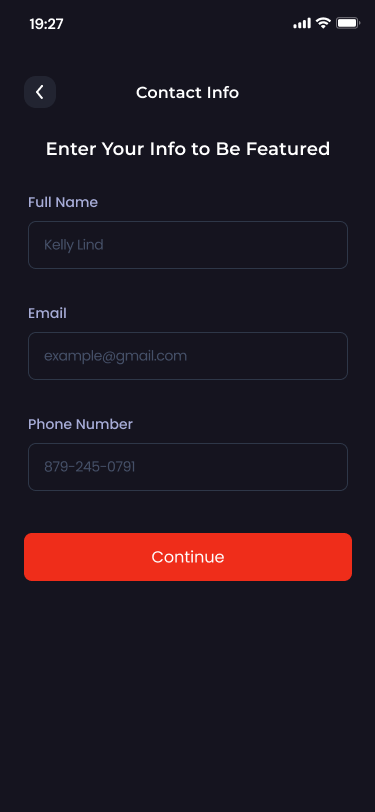 19:27
Contact Info
Enter Your Info to Be Featured
Full Name
Kelly Lind
Email
example@gmail.com
Phone Number
879-245-0791
Continue